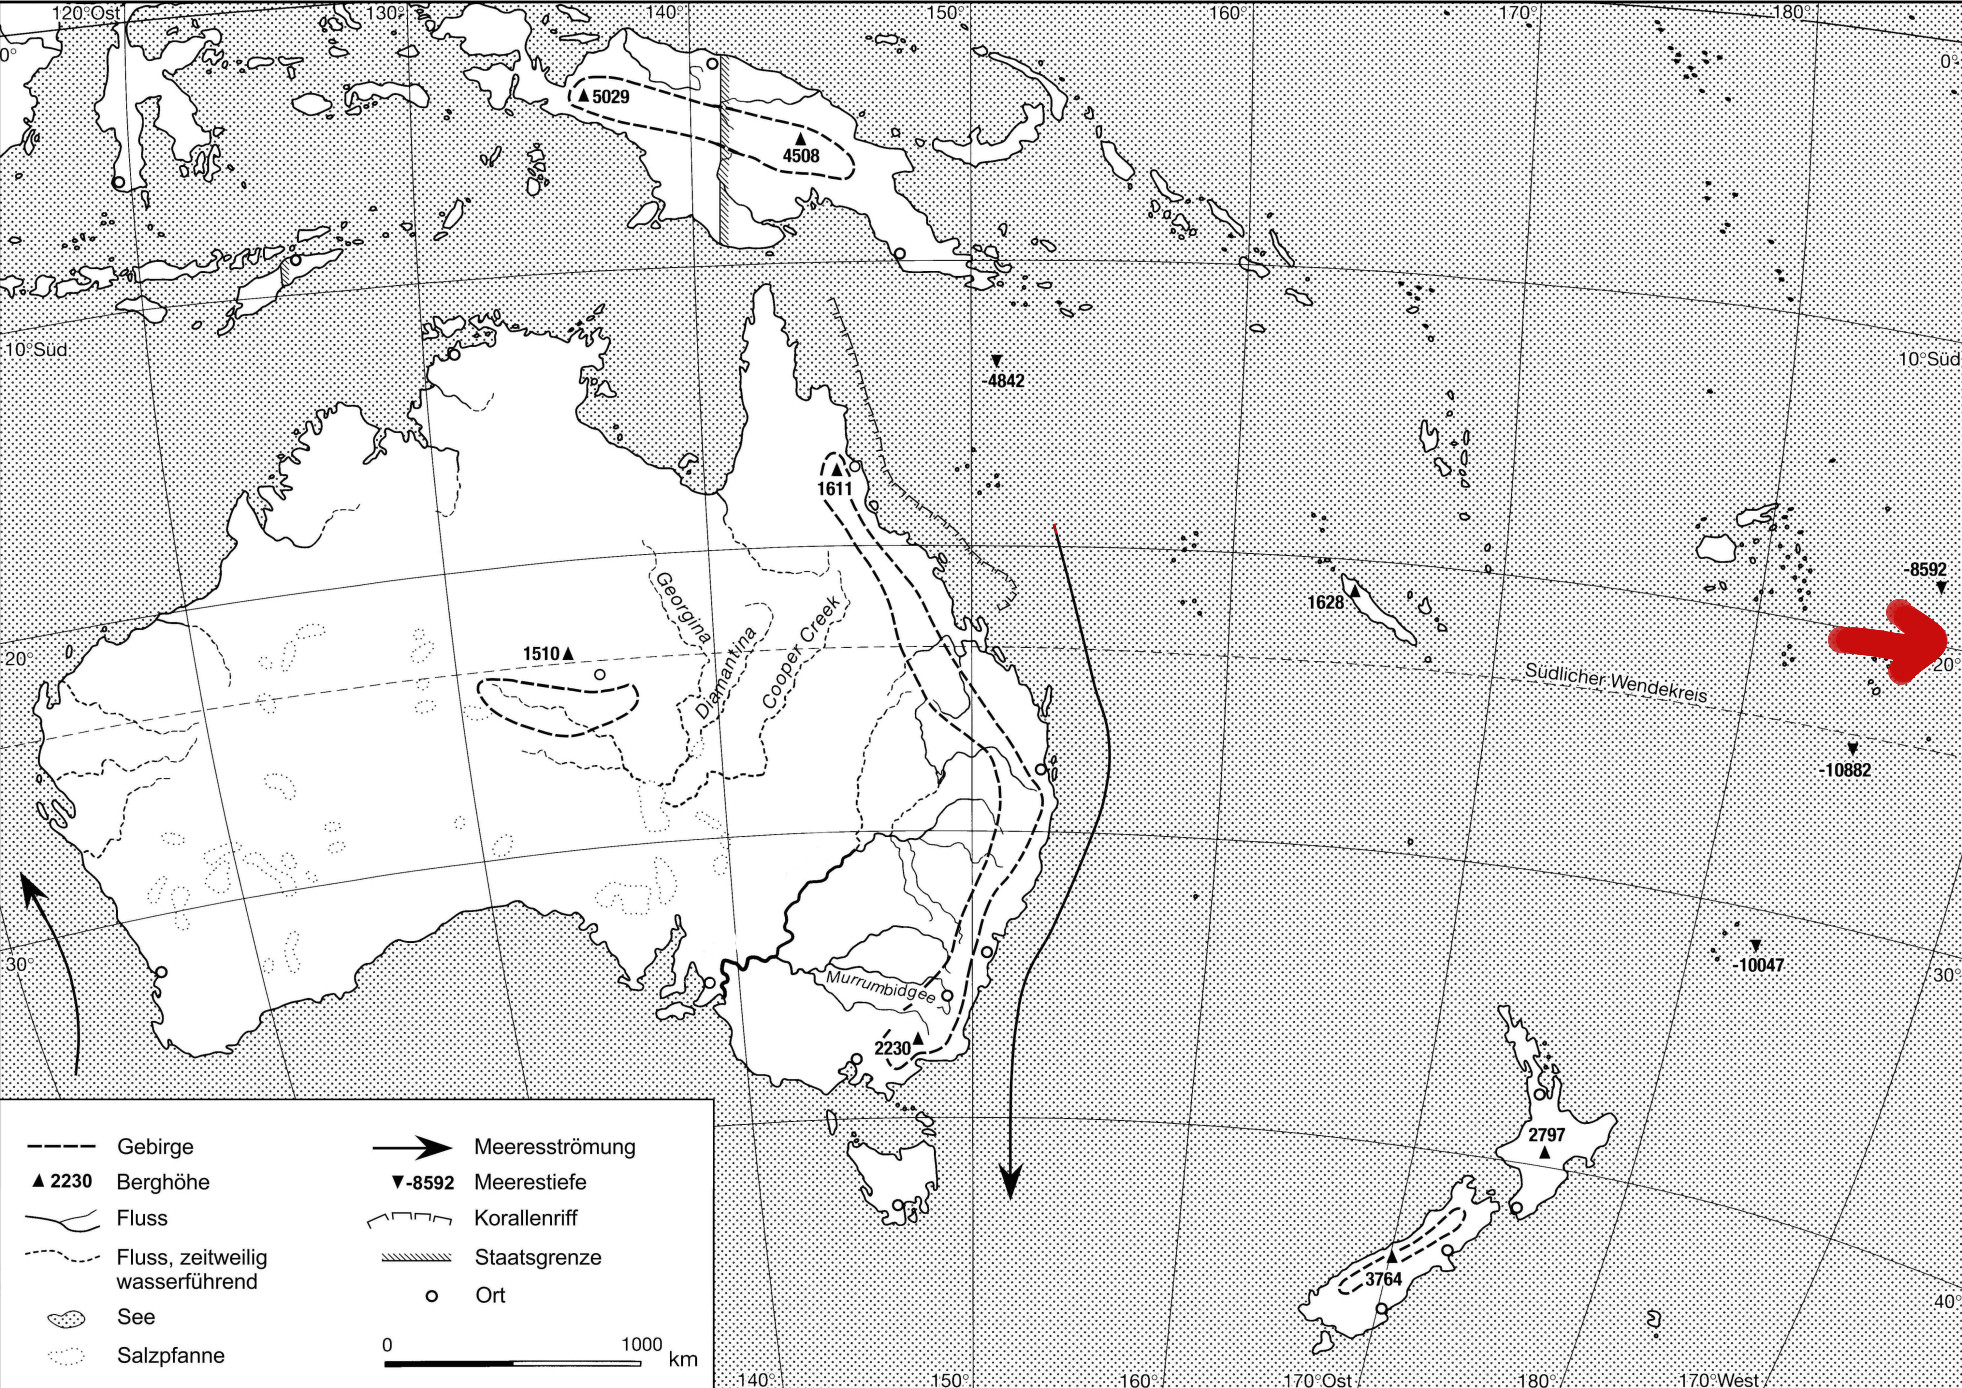 120°Ost
130°
140°
150°
160°
170°
180°
0°
0°
5029
4508
10°Süd
10°Süd
-4842
1611
-8592
1628
Georgina
Diamantina
Cooper Creek
1510
20°
20°
Südlicher Wendekreis
-10882
-10047
30°
30°
Murrumbidgee
2230
2797
3764
40°
Gebirge
2230 Berghöhe
Fluss
Fluss, zeitweilig
wasserführend
See
Salzpfanne
Meeresströmung
-8592 Meerestiefe
Korallenriff
Staatsgrenze
Ort
0 1000 km
140°
150°
160°
170°Ost
180°
170°West